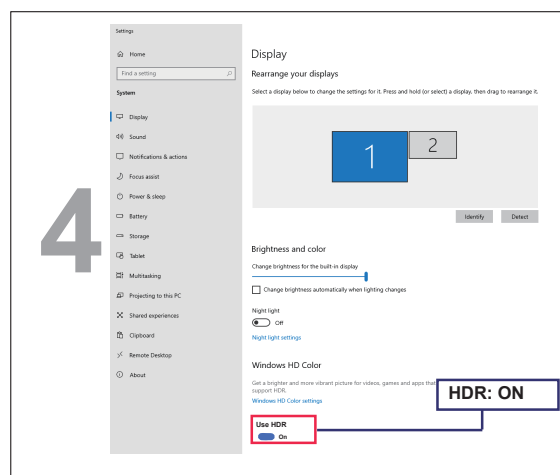 4
Settings
Home
Find a setting
System
Display
Sound
Notifications & actions
Focus assist
Power & sleep
Battery
Storage
Tablet
Multitasking
Projecting to this PC
Shared experiences
Clipboard
Remote Desktop
About
Display
Rearrange your displays
Select a display below to change the settings for it. Press and hold (or select) a display, then drag to rearrange it.
1
2
Identify Detect
Brightness and color
Change brightness for the built-in display
Change brightness automatically when lighting changes
Night light
Off
Night light settings
Windows HD Color
Get a brighter and more vibrant picture for videos, games and apps that
support HDR.
Windows HD Color settings
Use HDR
On
HDR: ON